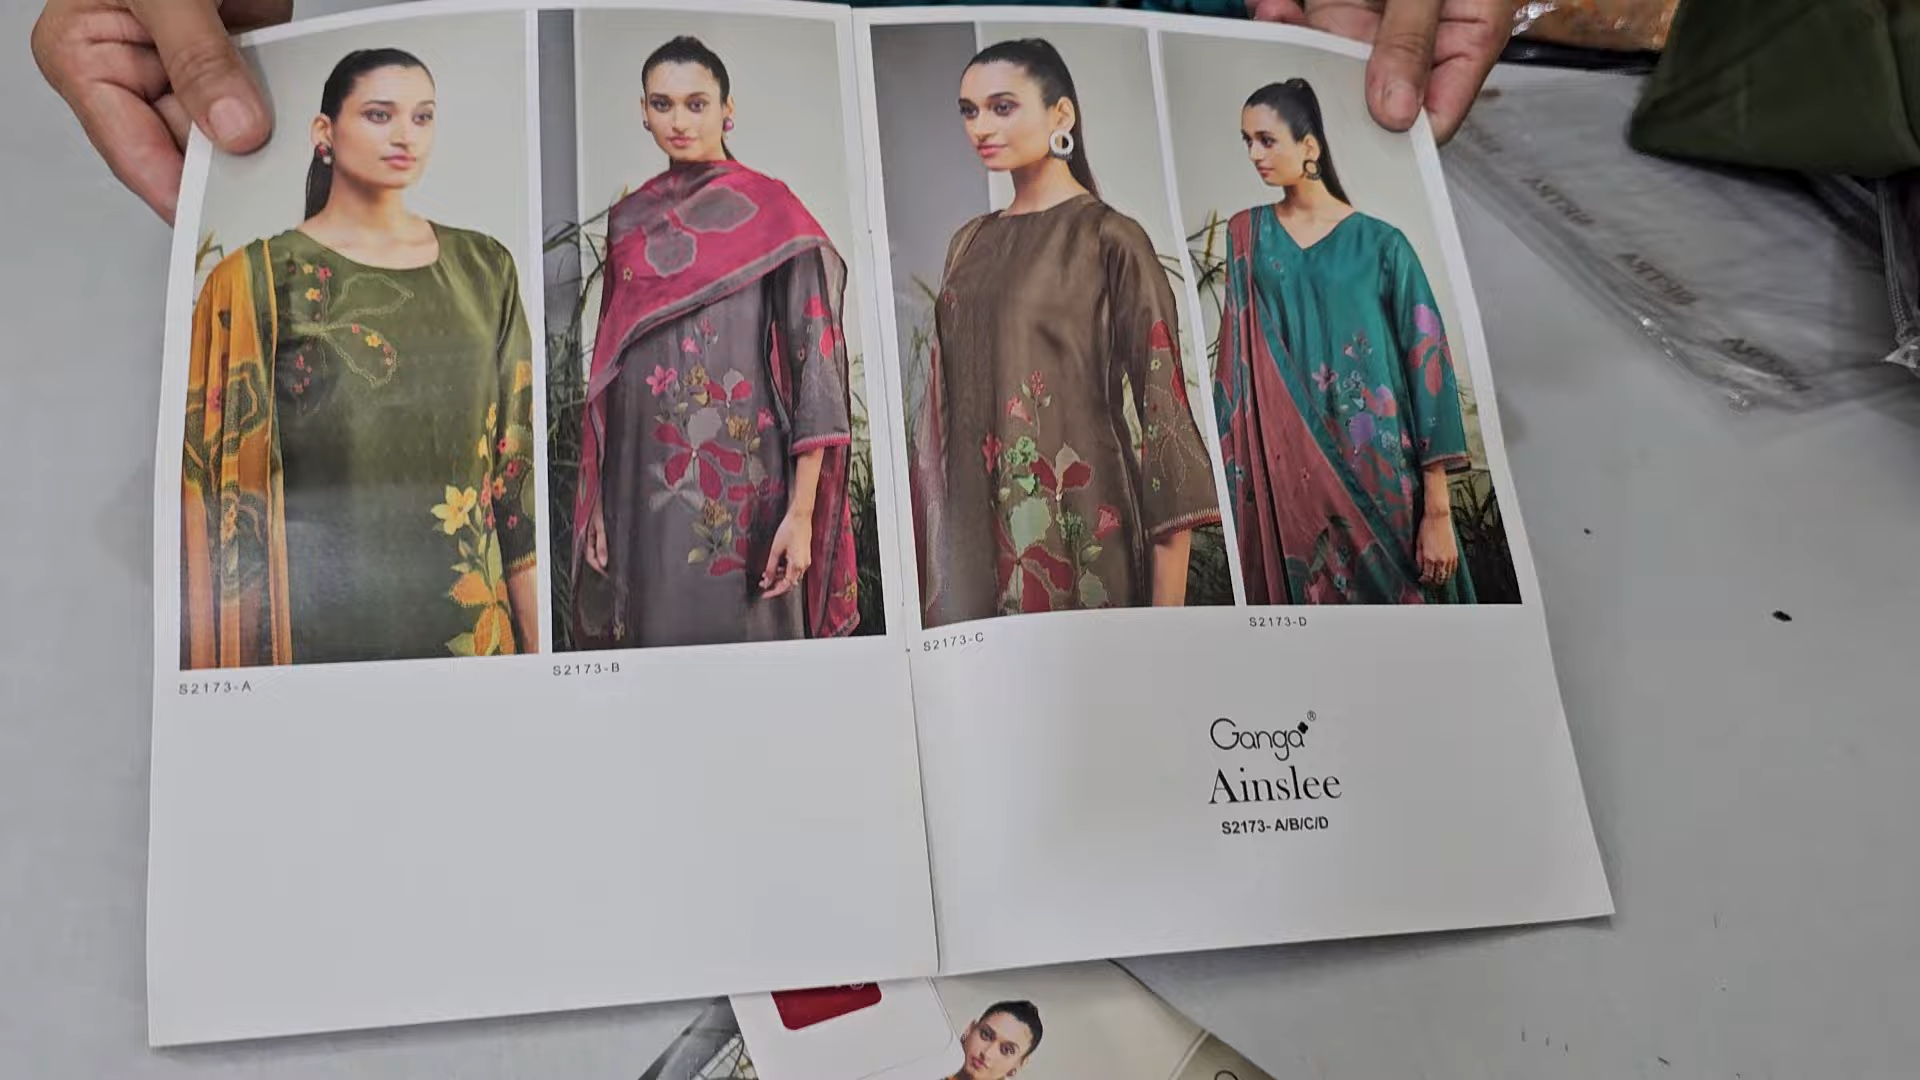 S2173-A
S2173-B
S2173-C
S2173-D
Ganga®
Ainslee
S2173- A/B/C/D